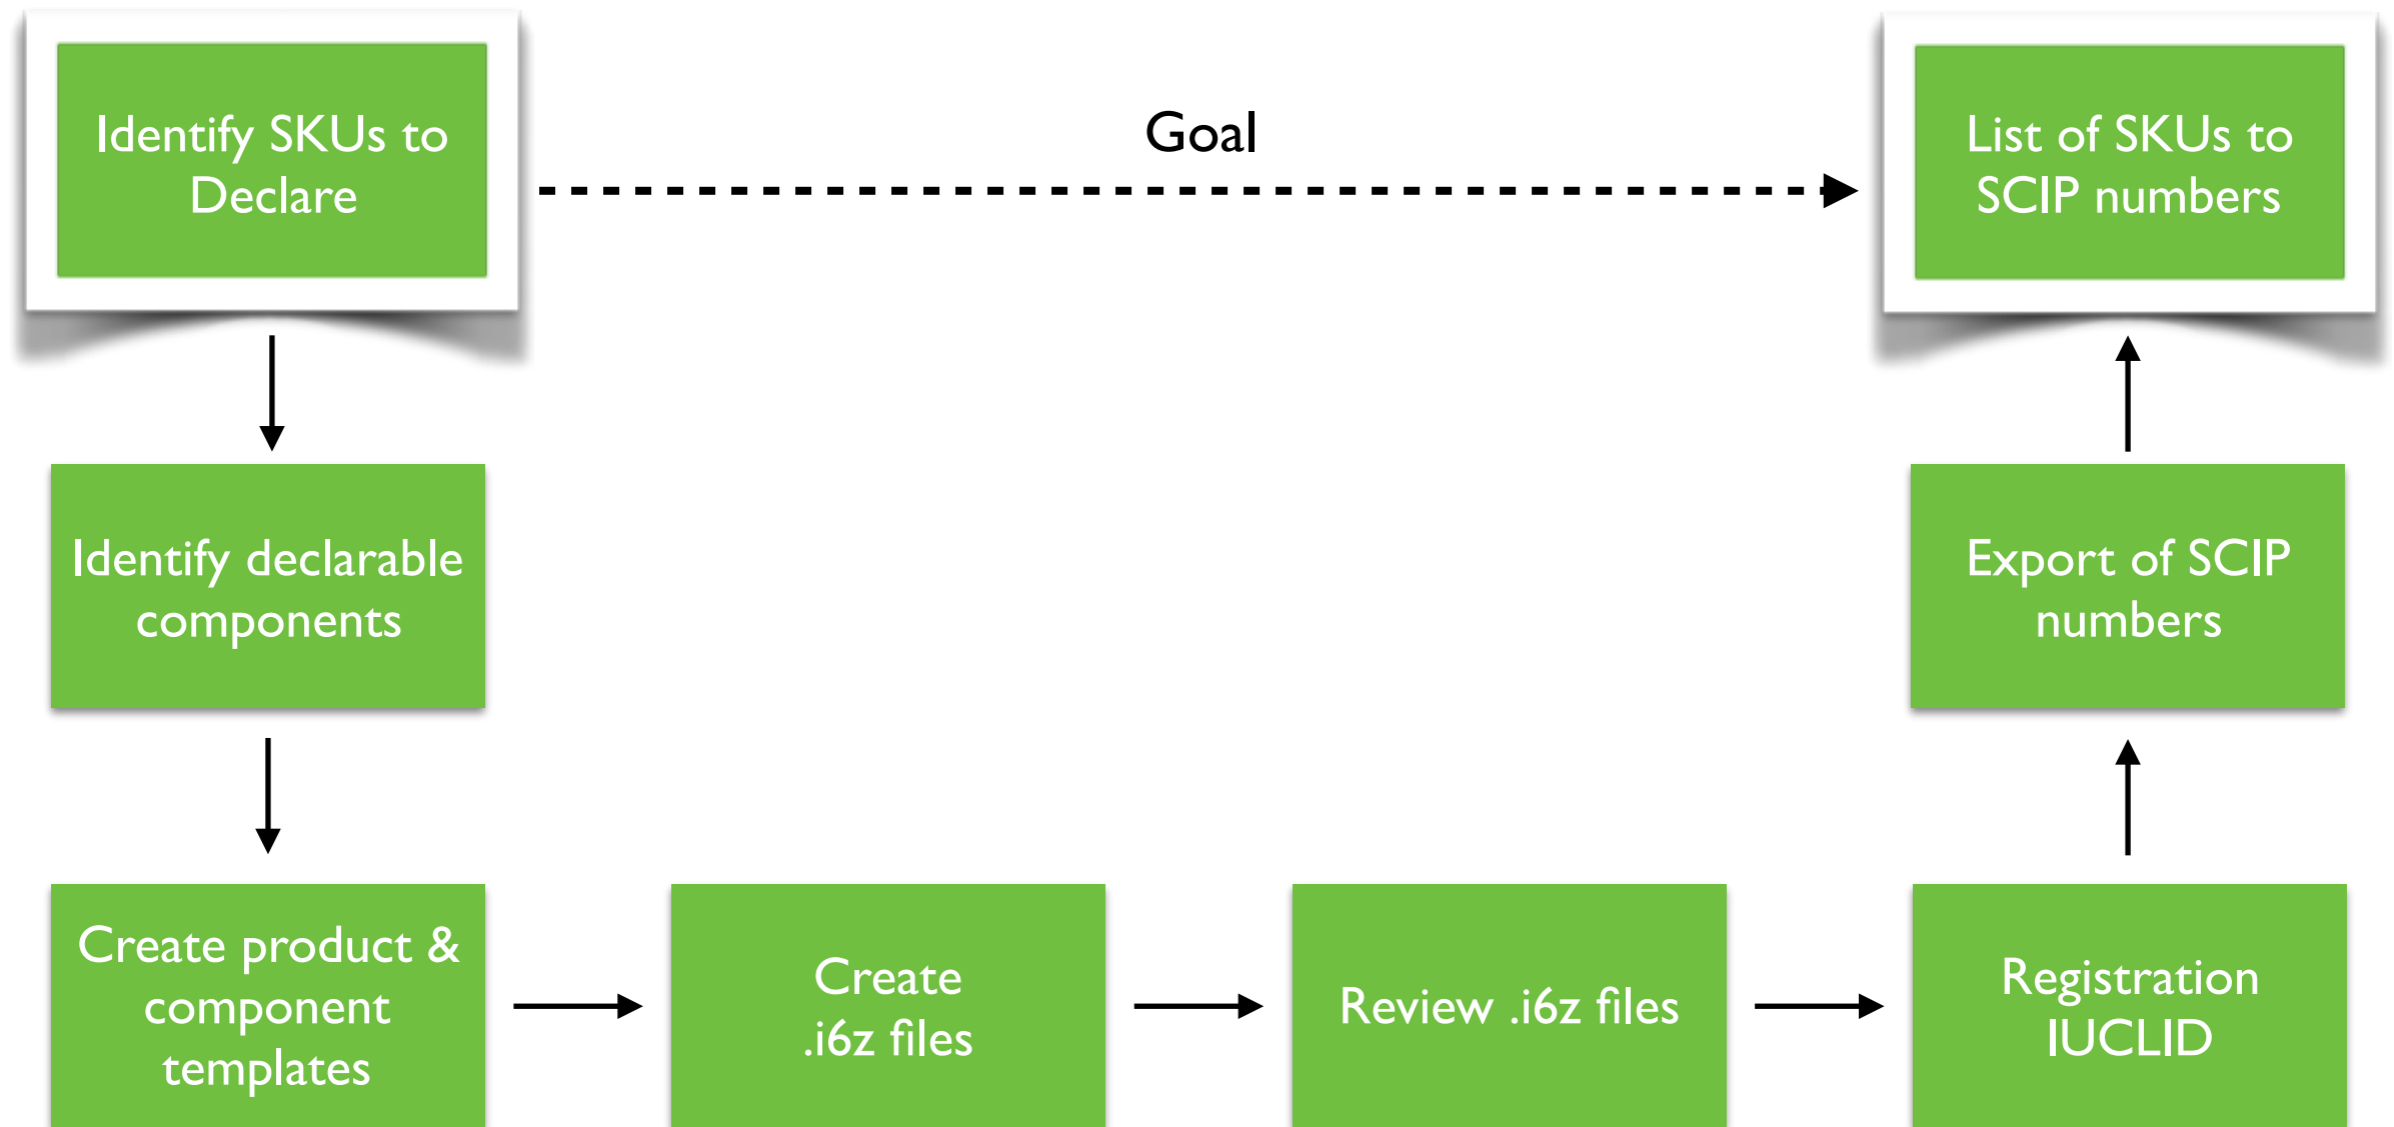 Identify SKUs to
Declare
Goal
List of SKUs to
SCIP numbers
Identify declarable
components
Export of SCIP
numbers
Create product &
component
templates
Create
.i6z files
Review .i6z files
Registration
IUCLID